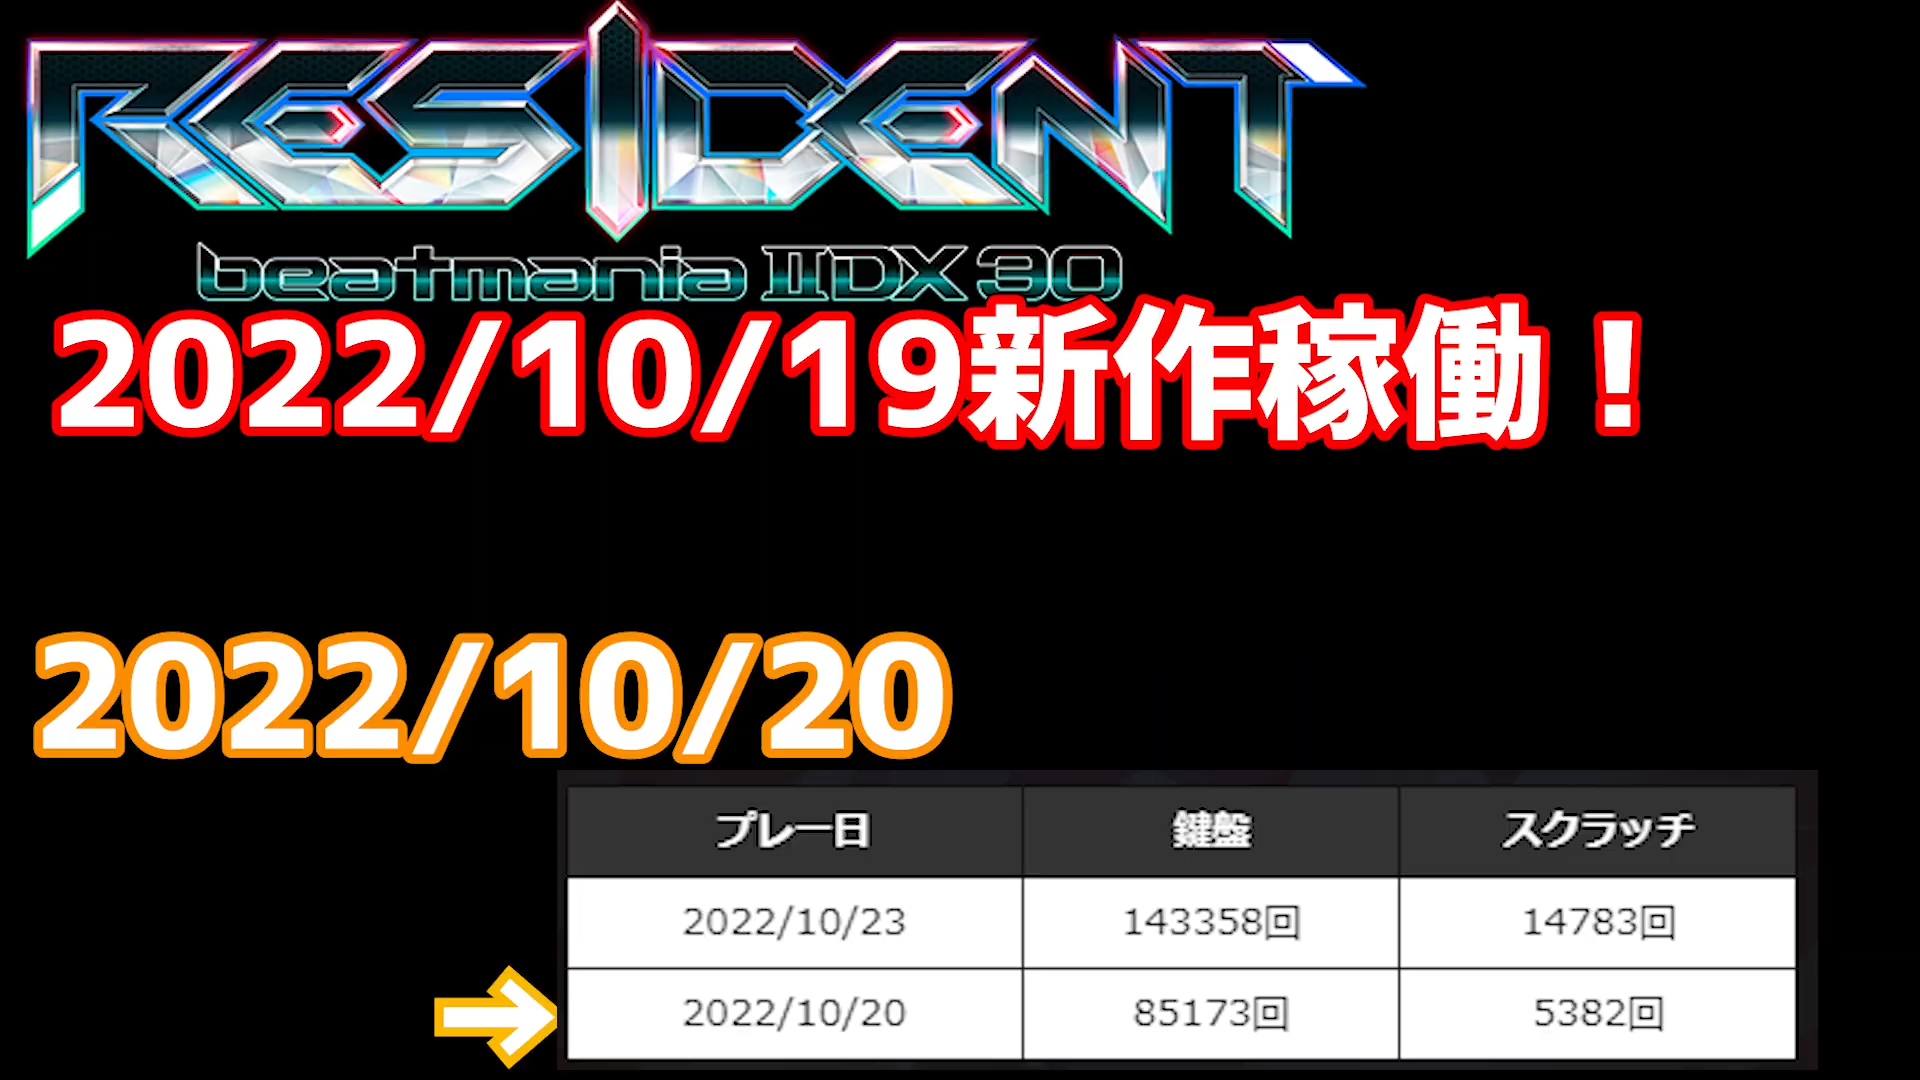 RESIDENT
beatmania IIDX 30
2022/10/19新作稼働！
2022/10/20
プレー日 鍵盤 スクラッチ
2022/10/23 143358回 14783回
2022/10/20 85173回 5382回